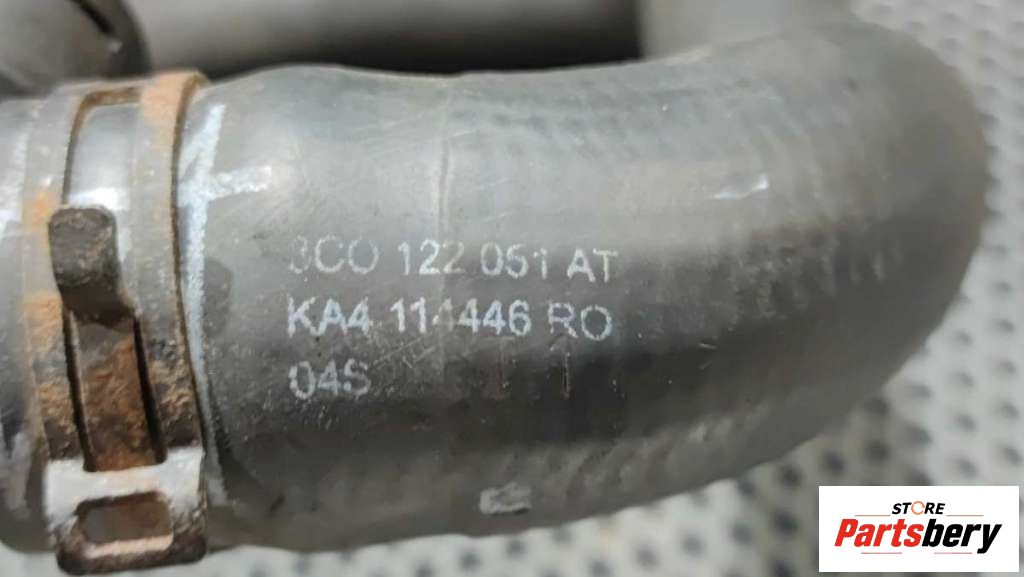 3C0 122 051 AT
KA4 114446 RO
04S
STORE
Partsbery